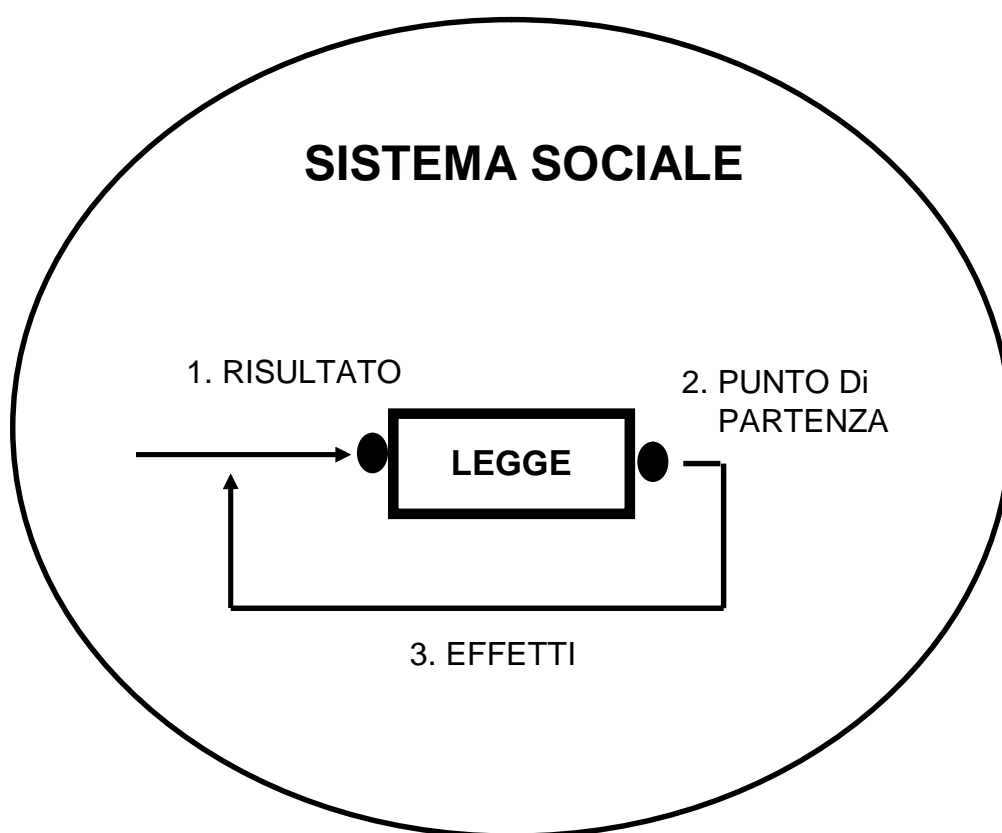 SISTEMA SOCIALE
1. RISULTATO
2. PUNTO Di
PARTENZA
LEGGE
3. EFFETTI